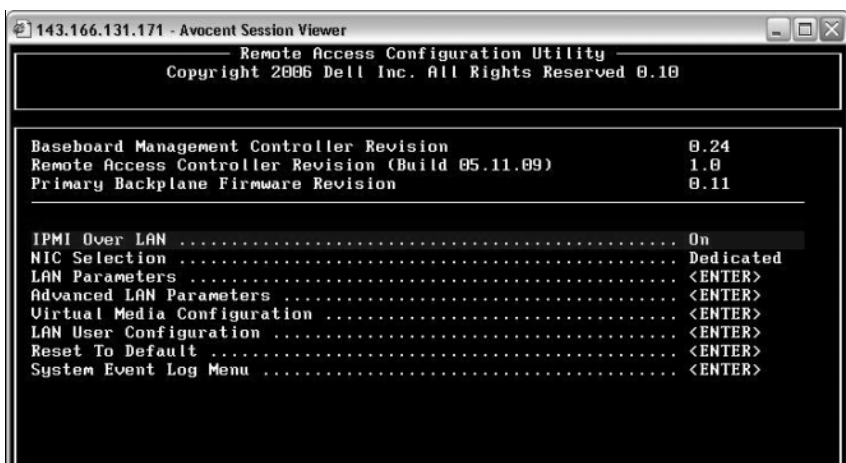 143.166.131.171 - Avocent Session Viewer
Remote Access Configuration Utility
Copyright 2006 Dell Inc. All Rights Reserved 0.10
Baseboard Management Controller Revision 0.24
Remote Access Controller Revision (Build 05.11.09) 1.0
Primary Backplane Firmware Revision 0.11
IPMI Over LAN ................................................ On
NIC Selection ................................................ Dedicated
LAN Parameters ............................................... <ENTER>
Advanced LAN Parameters ...................................... <ENTER>
Virtual Media Configuration .................................. <ENTER>
LAN User Configuration ....................................... <ENTER>
Reset To Default ............................................. <ENTER>
System Event Log Menu ........................................ <ENTER>